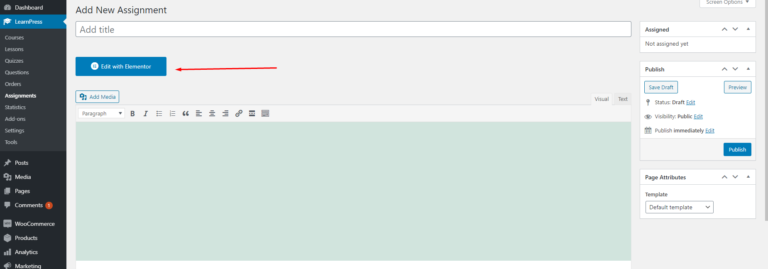 Dashboard
LearnPress
Courses
Lessons
Quizzes
Questions
Orders
Assignments
Statistics
Add-ons
Settings
Tools
Posts
Media
Pages
Comments
WooCommerce
Products
Analytics
Marketing
Screen Options
Add New Assignment
Add title
Edit with Elementor
Add Media
Visual Text
Paragraph B I
Assigned
Not assigned yet
Publish
Save Draft Preview
Status: Draft Edit
Visibility: Public Edit
Publish immediately Edit
Publish
Page Attributes
Template
Default template